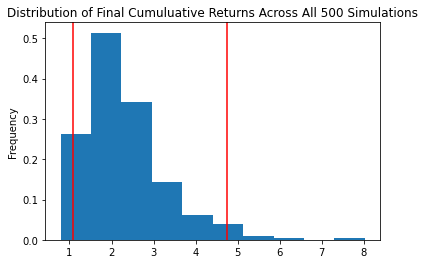 Distribution of Final Cumuluative Returns Across All 500 Simulations
Frequency
0.5
0.4
0.3
0.2
0.1
0.0
1 2 3 4 5 6 7 8